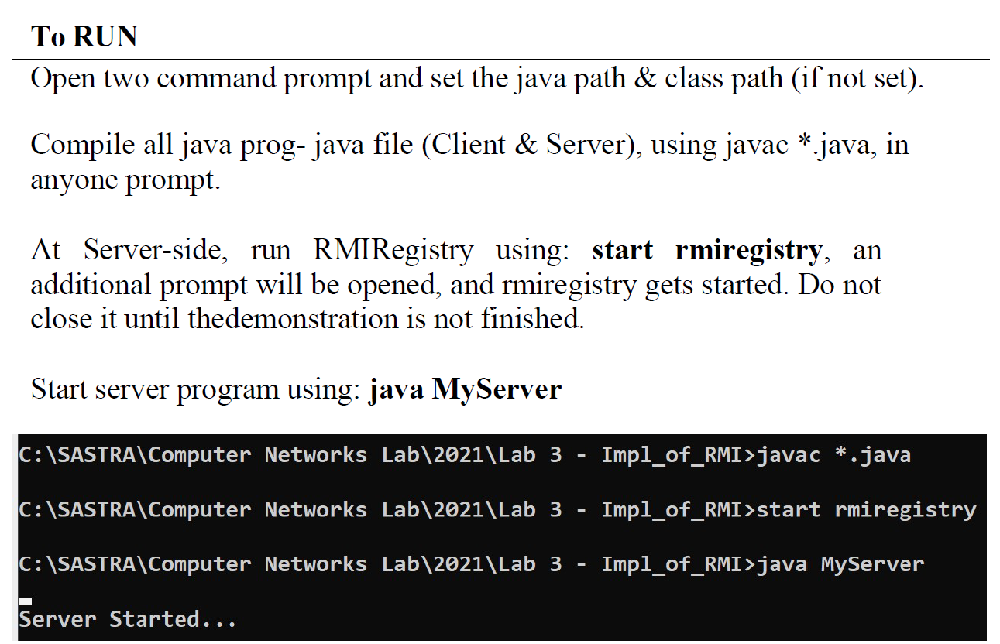 To RUN
Open two command prompt and set the java path & class path (if not set).
Compile all java prog- java file (Client & Server), using javac *.java, in
anyone prompt.
At Server-side, run RMIRegistry using: start rmiregistry, an
additional prompt will be opened, and rmiregistry gets started. Do not
close it until thedemonstration is not finished.
Start server program using: java MyServer
C:\SASTRA\Computer Networks Lab\2021\Lab 3 - Impl_of_RMI>javac *.java
C:\SASTRA\Computer Networks Lab\2021\Lab 3 - Impl_of_RMI>start rmiregistry
C:\SASTRA\Computer Networks Lab\2021\Lab 3 - Impl_of_RMI>java MyServer
Server Started...